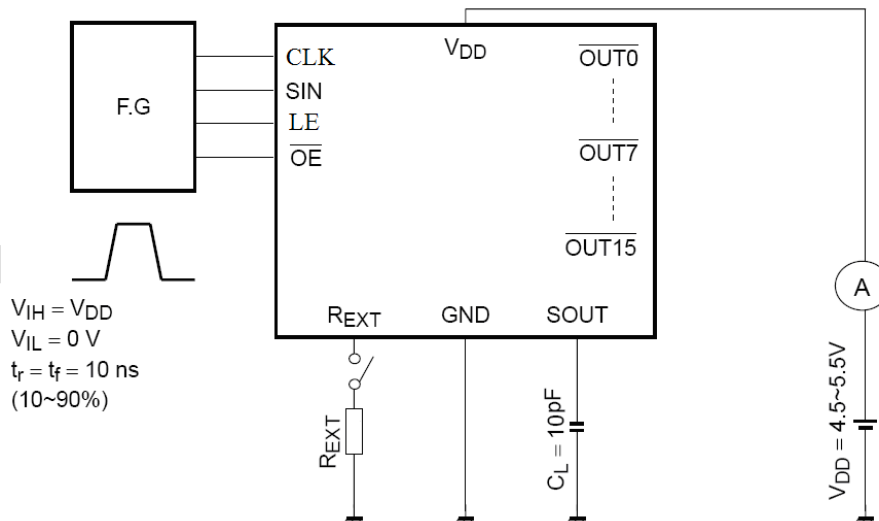 F.G
CLK
SIN
LE
OE
VDD
OUT0
OUT7
OUT15
REXT
GND
SOUT
VIH = VDD
VIL = 0 V
tr = tf = 10 ns
(10~90%)
REXT
CL = 10pF
A
VDD = 4.5~5.5V